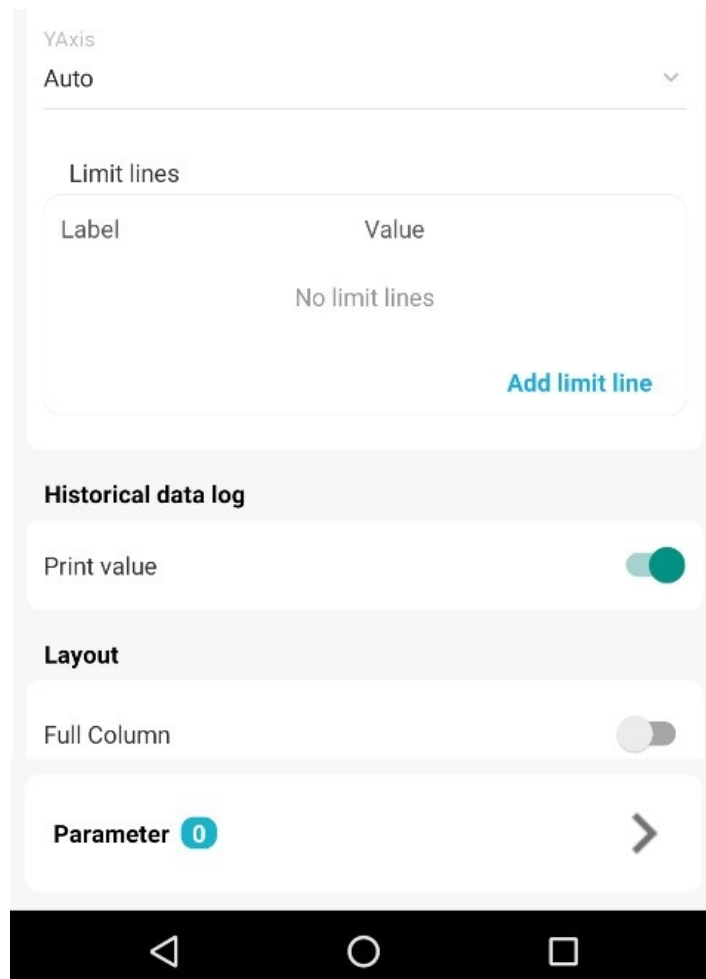 YAxis
Auto
Limit lines
Label Value
No limit lines
Add limit line
Historical data log
Print value
Layout
Full Column
Parameter 0